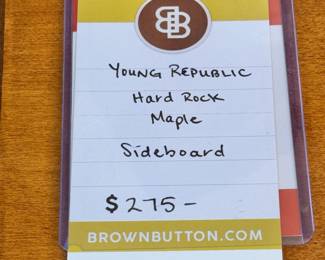 BB
Young Republic
Hard Rock
Maple
Sideboard
$275-
BROWNBUTTON.COM